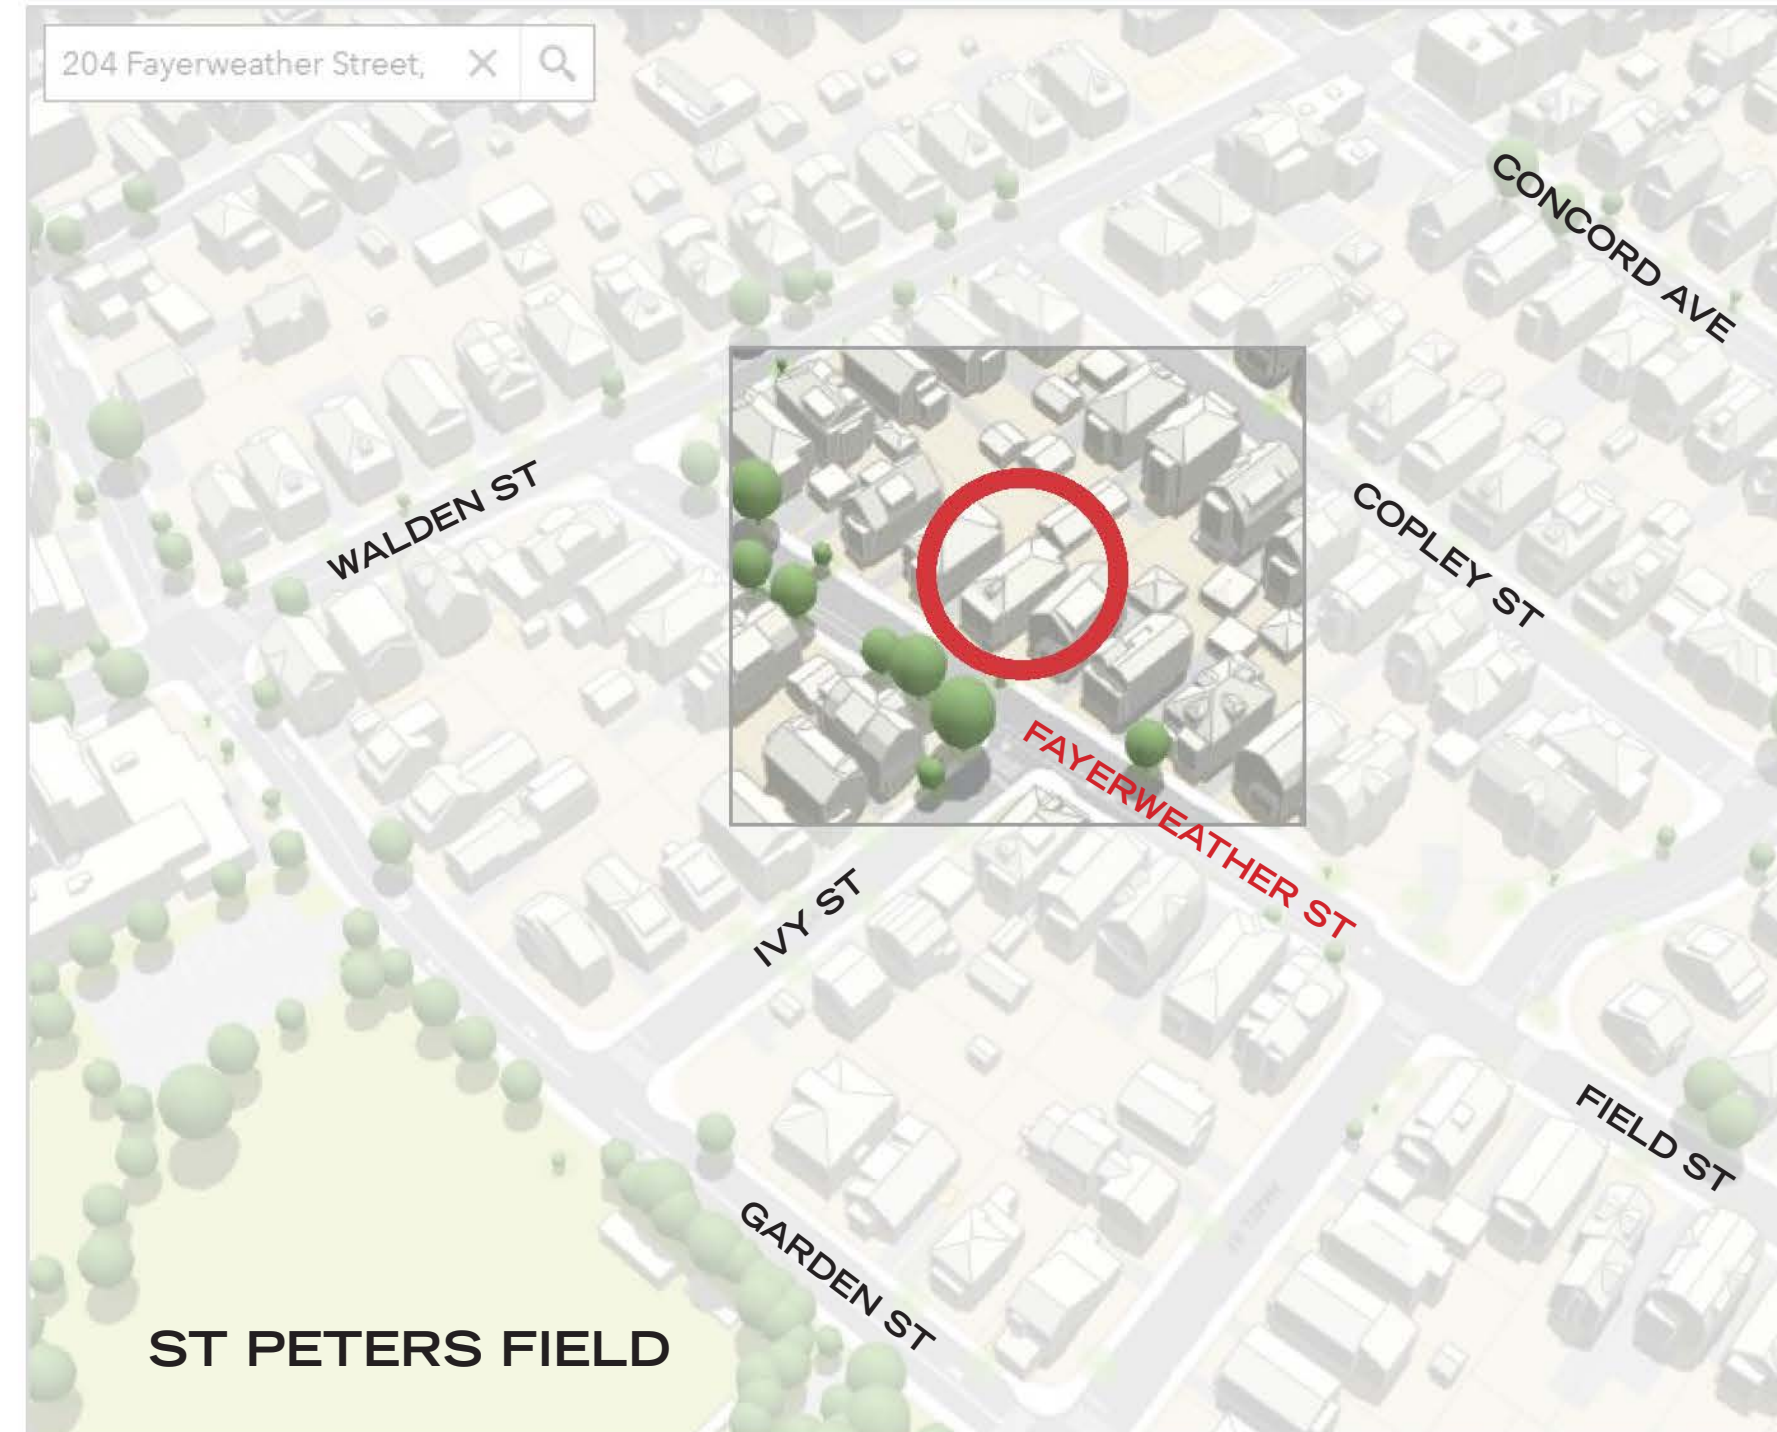 204 Fayerweather Street,
CONCORD AVE
WALDEN ST
COPLEY ST
FAYERWEATHER ST
IVY ST
FIELD ST
GARDEN ST
ST PETERS FIELD